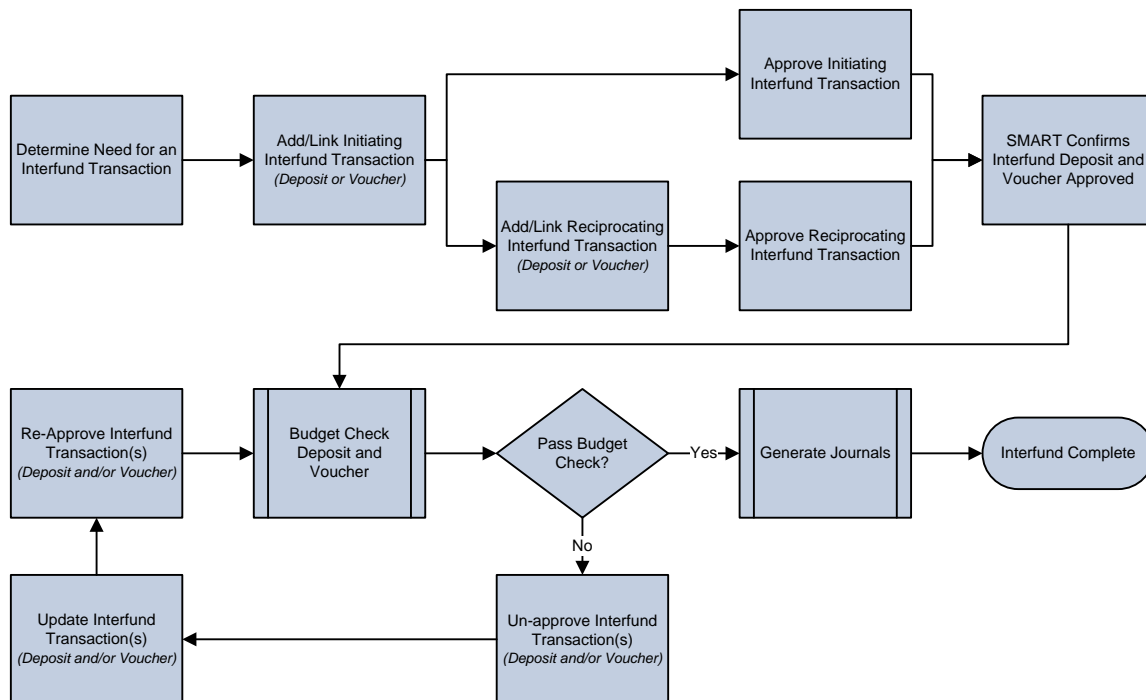 Determine Need for an
Interfund Transaction
Add/Link Initiating
Interfund Transaction
(Deposit or Voucher)
Approve Initiating
Interfund Transaction
SMART Confirms
Interfund Deposit and
Voucher Approved
Add/Link Reciprocating
Interfund Transaction
(Deposit or Voucher)
Approve Reciprocating
Interfund Transaction
Re-Approve Interfund
Transaction(s)
(Deposit and/or Voucher)
Budget Check
Deposit and
Voucher
Pass Budget
Check?
Yes
Generate Journals
Interfund Complete
No
Update Interfund
Transaction(s)
(Deposit and/or Voucher)
Un-approve Interfund
Transaction(s)
(Deposit and/or Voucher)